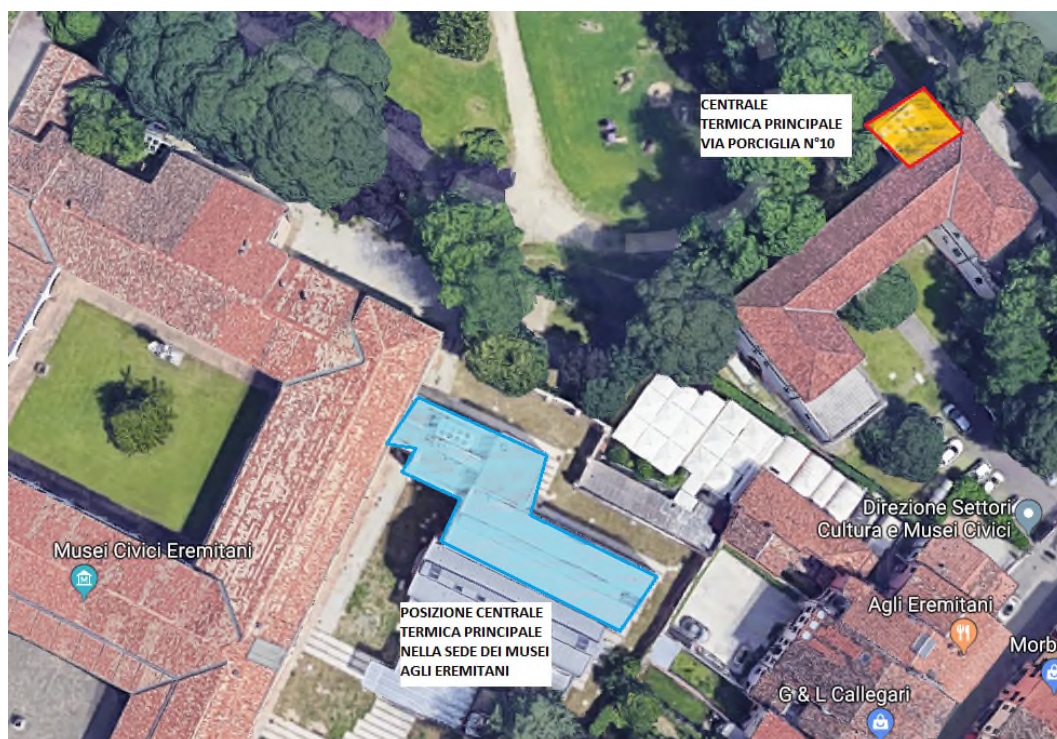 CENTRALE
TERMICA PRINCIPALE
VIA PORCIGLIA N°10
Direzione Settori
Cultura e Musei Civici
Musei Civici Eremitani
Agli Eremitani
POSIZIONE CENTRALE
TERMICA PRINCIPALE
NELLA SEDE DEI MUSEI
AGLI EREMITANI
Morb
G & L Callegari